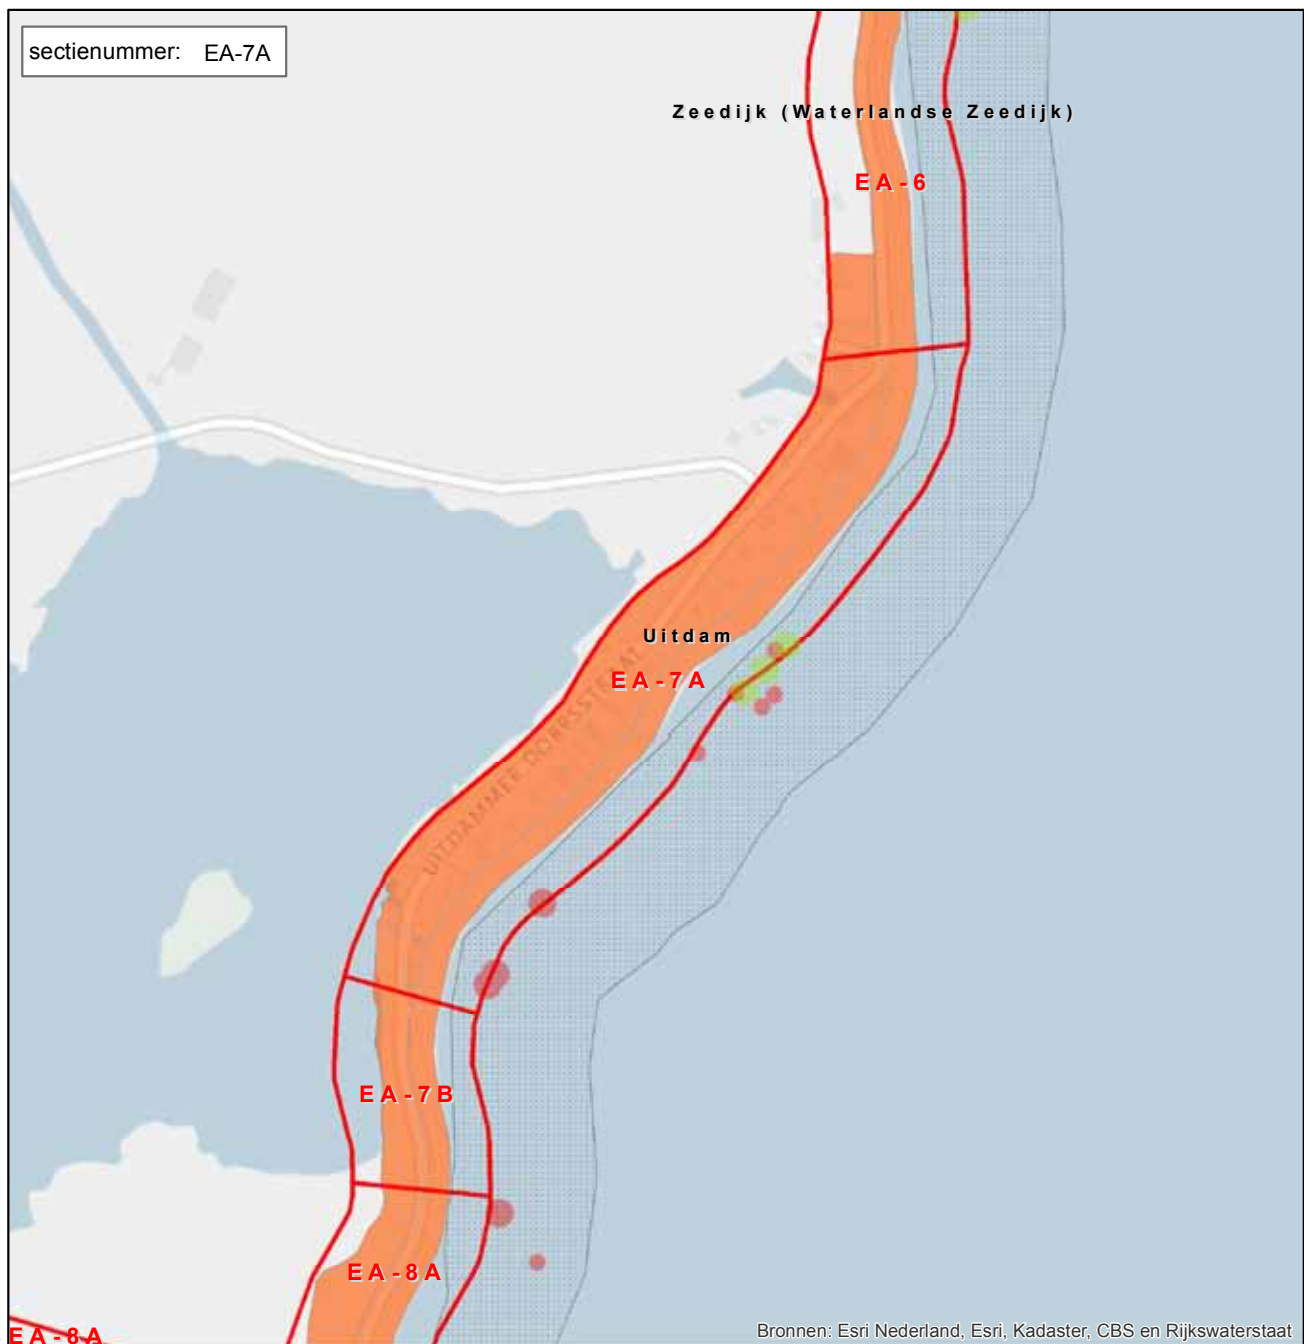 sectienummer: EA-7A
Zeedijk (Waterlandse Zeedijk)
EA-6
Uitdam
EA-7A
UITDAMMER DORPSSTRAAT
EA-7B
EA-8A
EA-8A
Bronnen: Esri Nederland, Esri, Kadaster, CBS en Rijkswaterstaat